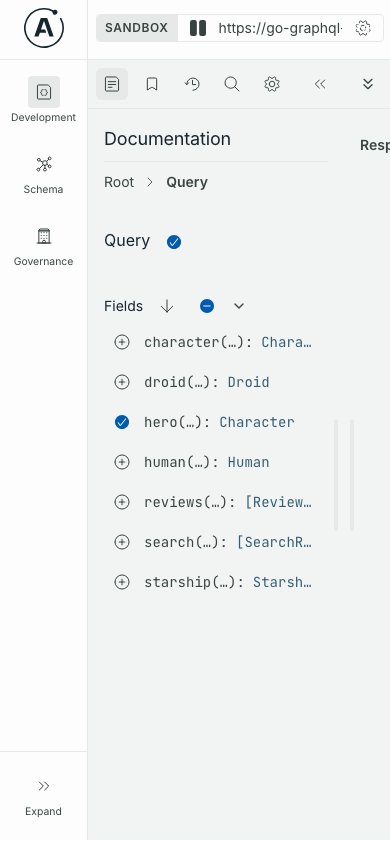 SANDBOX
https://go-graphql-
Development
Schema
Governance
Documentation
Resp
Root > Query
Query
Fields
character(…): Chara…
droid(…): Droid
hero(…): Character
human(…): Human
reviews(…): [Review…
search(…): [SearchR…
starship(…): Starsh…
Expand